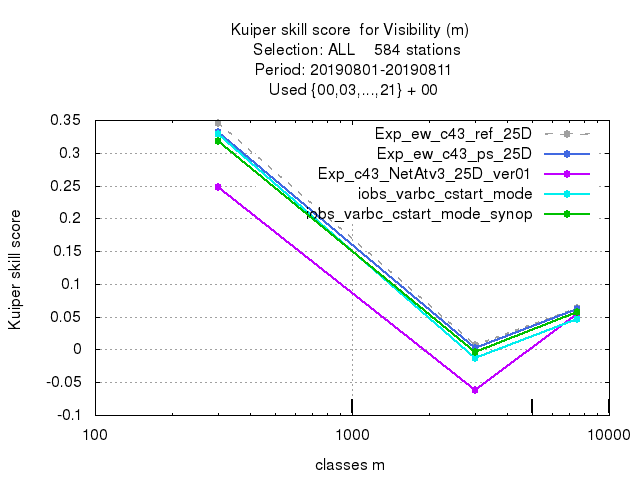 Kuiper skill score  for Visibility (m)
Selection: ALL    584 stations
Period: 20190801-20190811
Used {00,03,...,21} + 00
0.35
0.3
0.25
0.2
0.15
0.1
0.05
0
-0.05
-0.1
Kuiper skill score
Exp_ew_c43_ref_25D
Exp_ew_c43_ps_25D
Exp_c43_NetAtv3_25D_ver01
iobs_varbc_cstart_mode
iobs_varbc_cstart_mode_synop
100 1000 10000
classes m